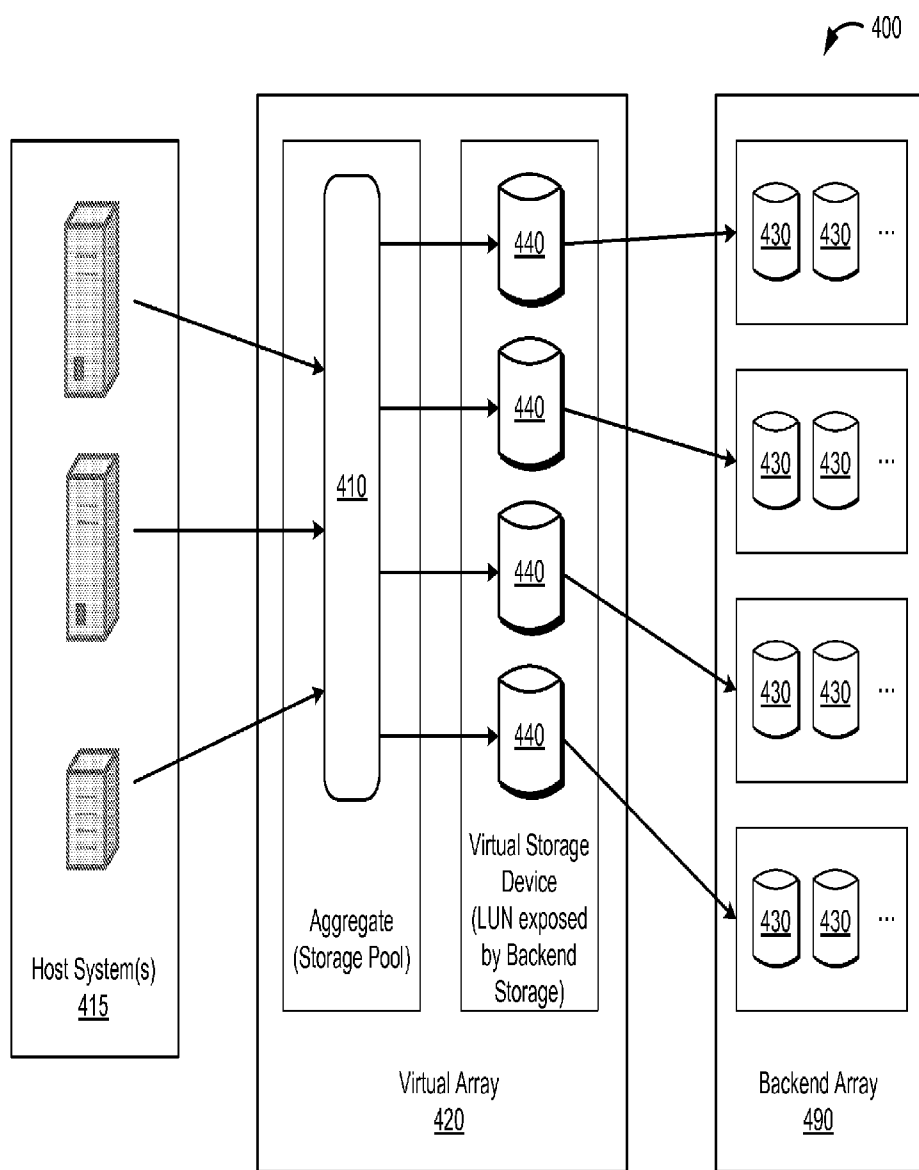 400
440
430 430 ...
440
430 430 ...
410
440
430 430 ...
440
430 430 ...
Host System(s)
415
Aggregate
(Storage Pool)
Virtual Storage
Device
(LUN exposed
by Backend
Storage)
Virtual Array
420
Backend Array
490